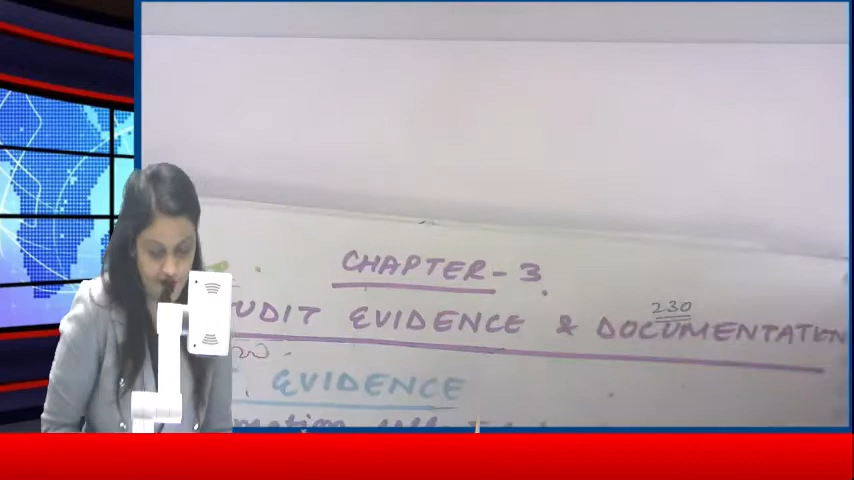 CHAPTER-3
230
UDIT EVIDENCE & DOCUMENTATION
EVIDENCE